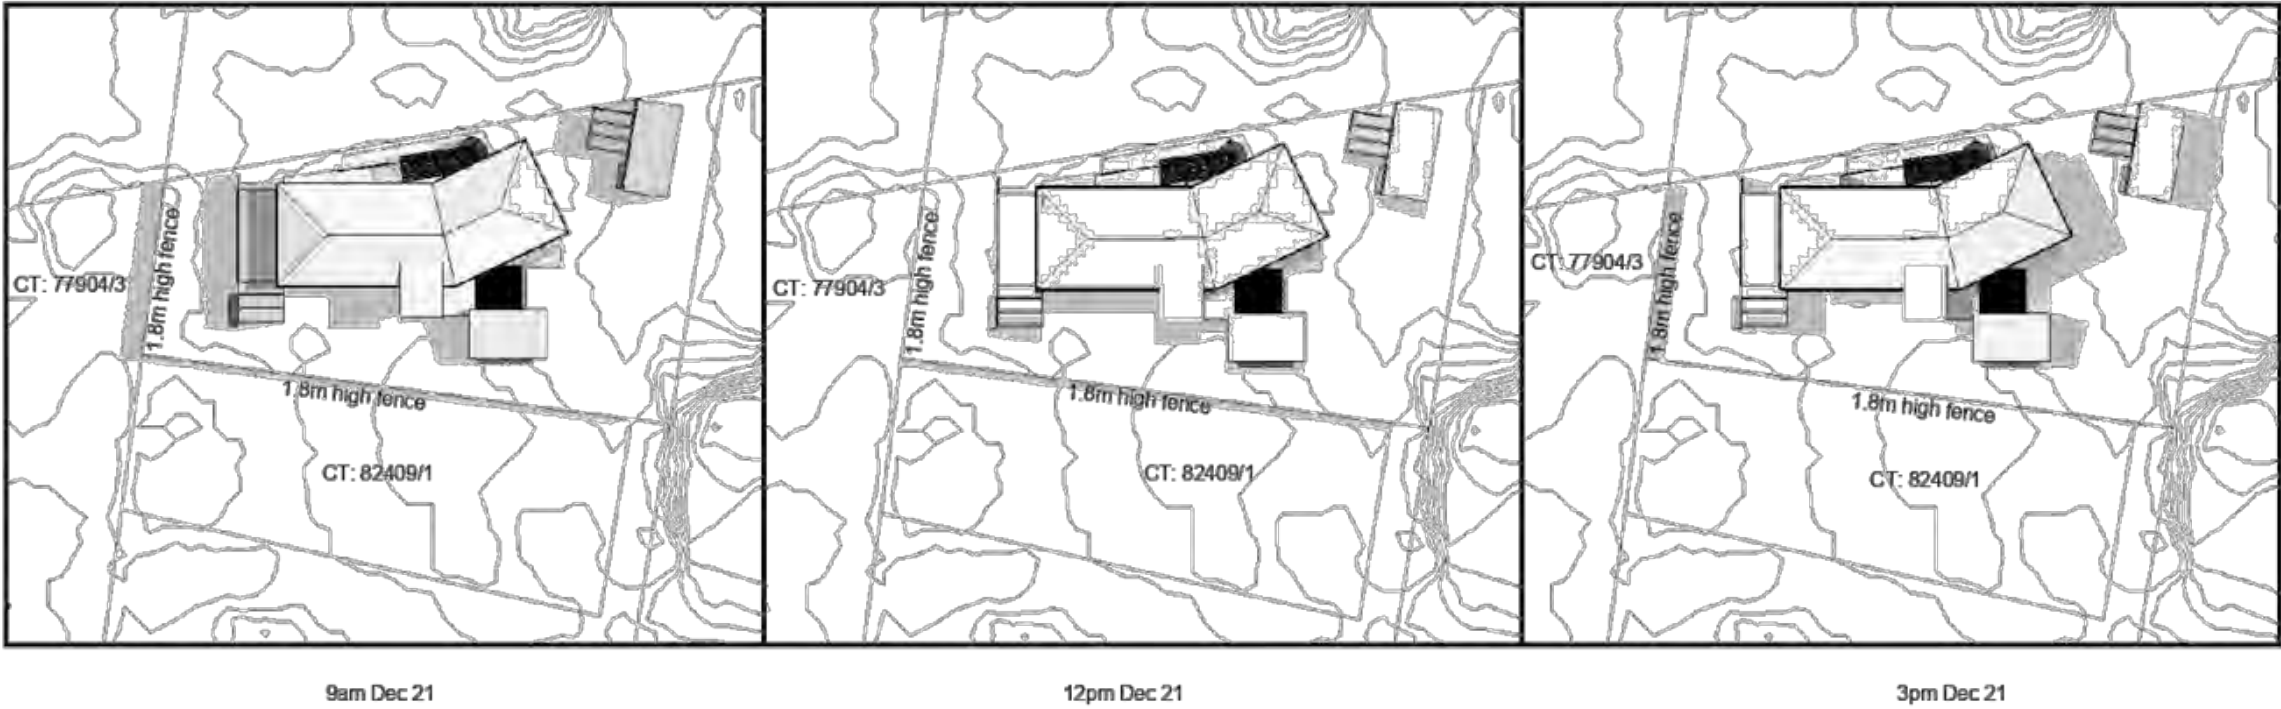 1.8m high fence
CT: 77904/3
1.8m high fence
CT: 82409/1
1.8m high fence
CT: 77904/3
1.8m high fence
CT: 82409/1
1.8m high fence
CT: 77904/3
1.8m high fence
CT: 82409/1
9am Dec 21
12pm Dec 21
3pm Dec 21